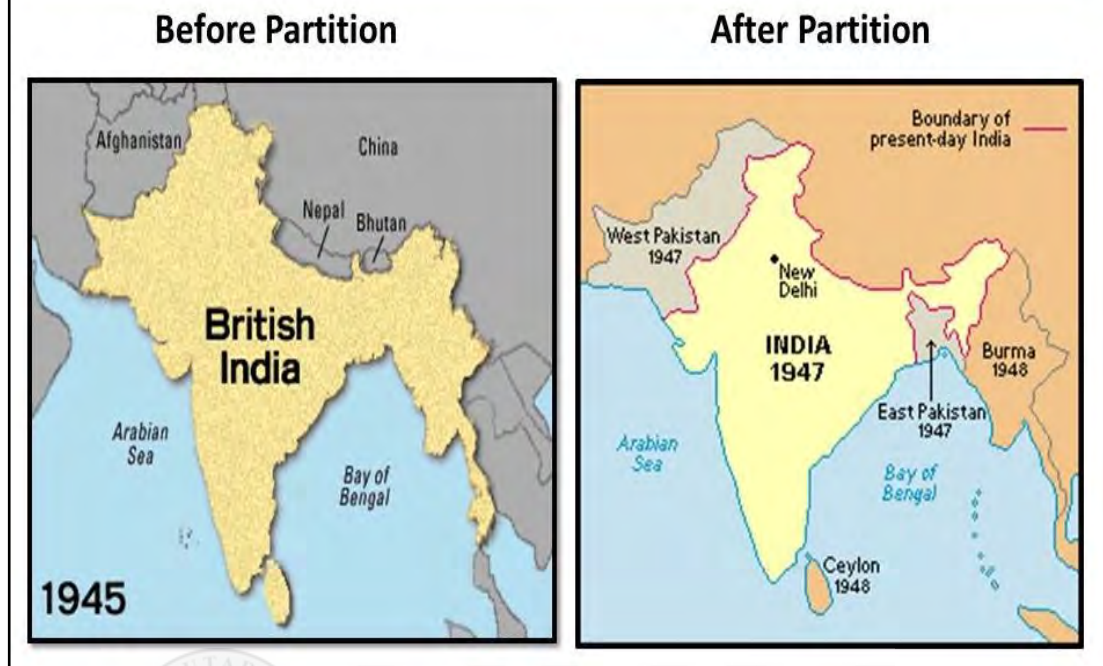 Before Partition
After Partition
Afghanistan
China
Nepal
Bhutan
British
India
Arabian
Sea
Bay of
Bengal
1945
Boundary of
present-day India
West Pakistan
1947
New
Delhi
INDIA
1947
Burma
1948
East Pakistan
1947
Arabian
Sea
Bay of
Bengal
Ceylon
1948